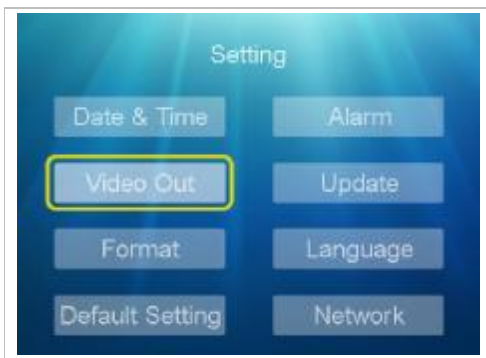 Setting
Date & Time
Alarm
Video Out
Update
Format
Language
Default Setting
Network